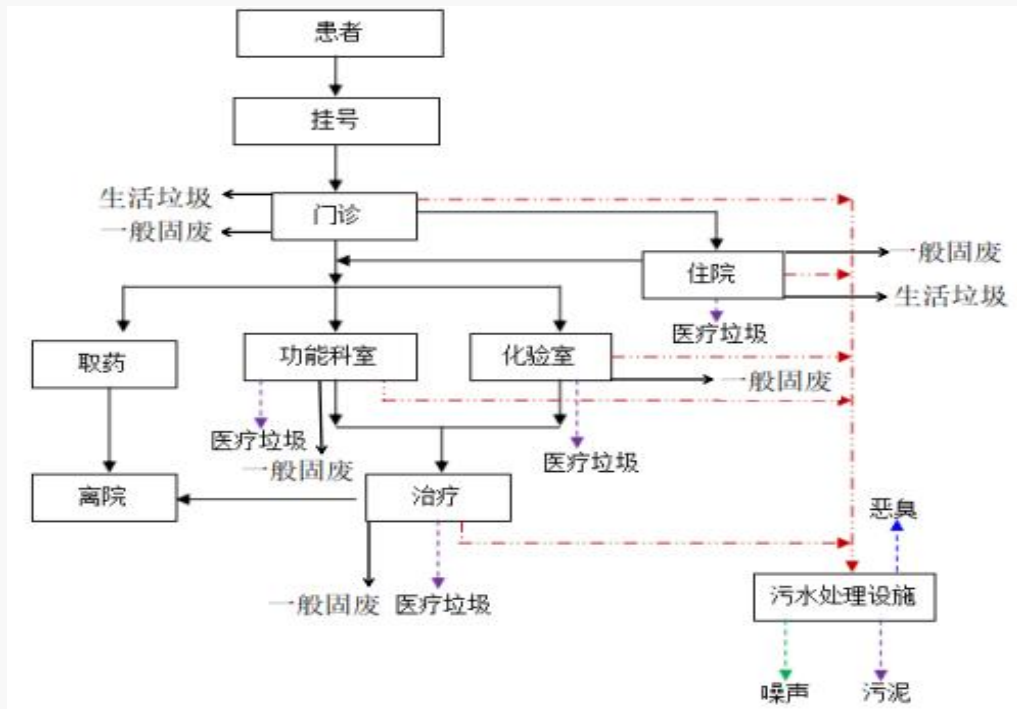 患者
挂号
生活垃圾
门诊
一般固废
一般固废
住院
生活垃圾
医疗垃圾
取药
功能科室
化验室
一般固废
医疗垃圾
一般固废
医疗垃圾
离院
治疗
恶臭
一般固废
医疗垃圾
污水处理设施
噪声
污泥